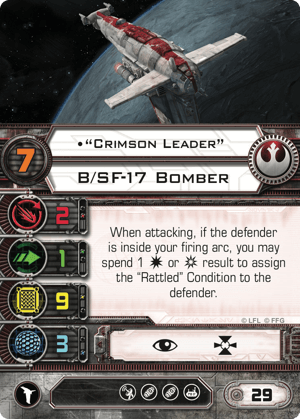 •“Crimson Leader”
7
B/SF-17 Bomber
2
1
9
3
When attacking, if the defender
is inside your firing arc, you may
spend 1 or result to assign
the “Rattled” Condition to the
defender.
© LFL © FFG
29